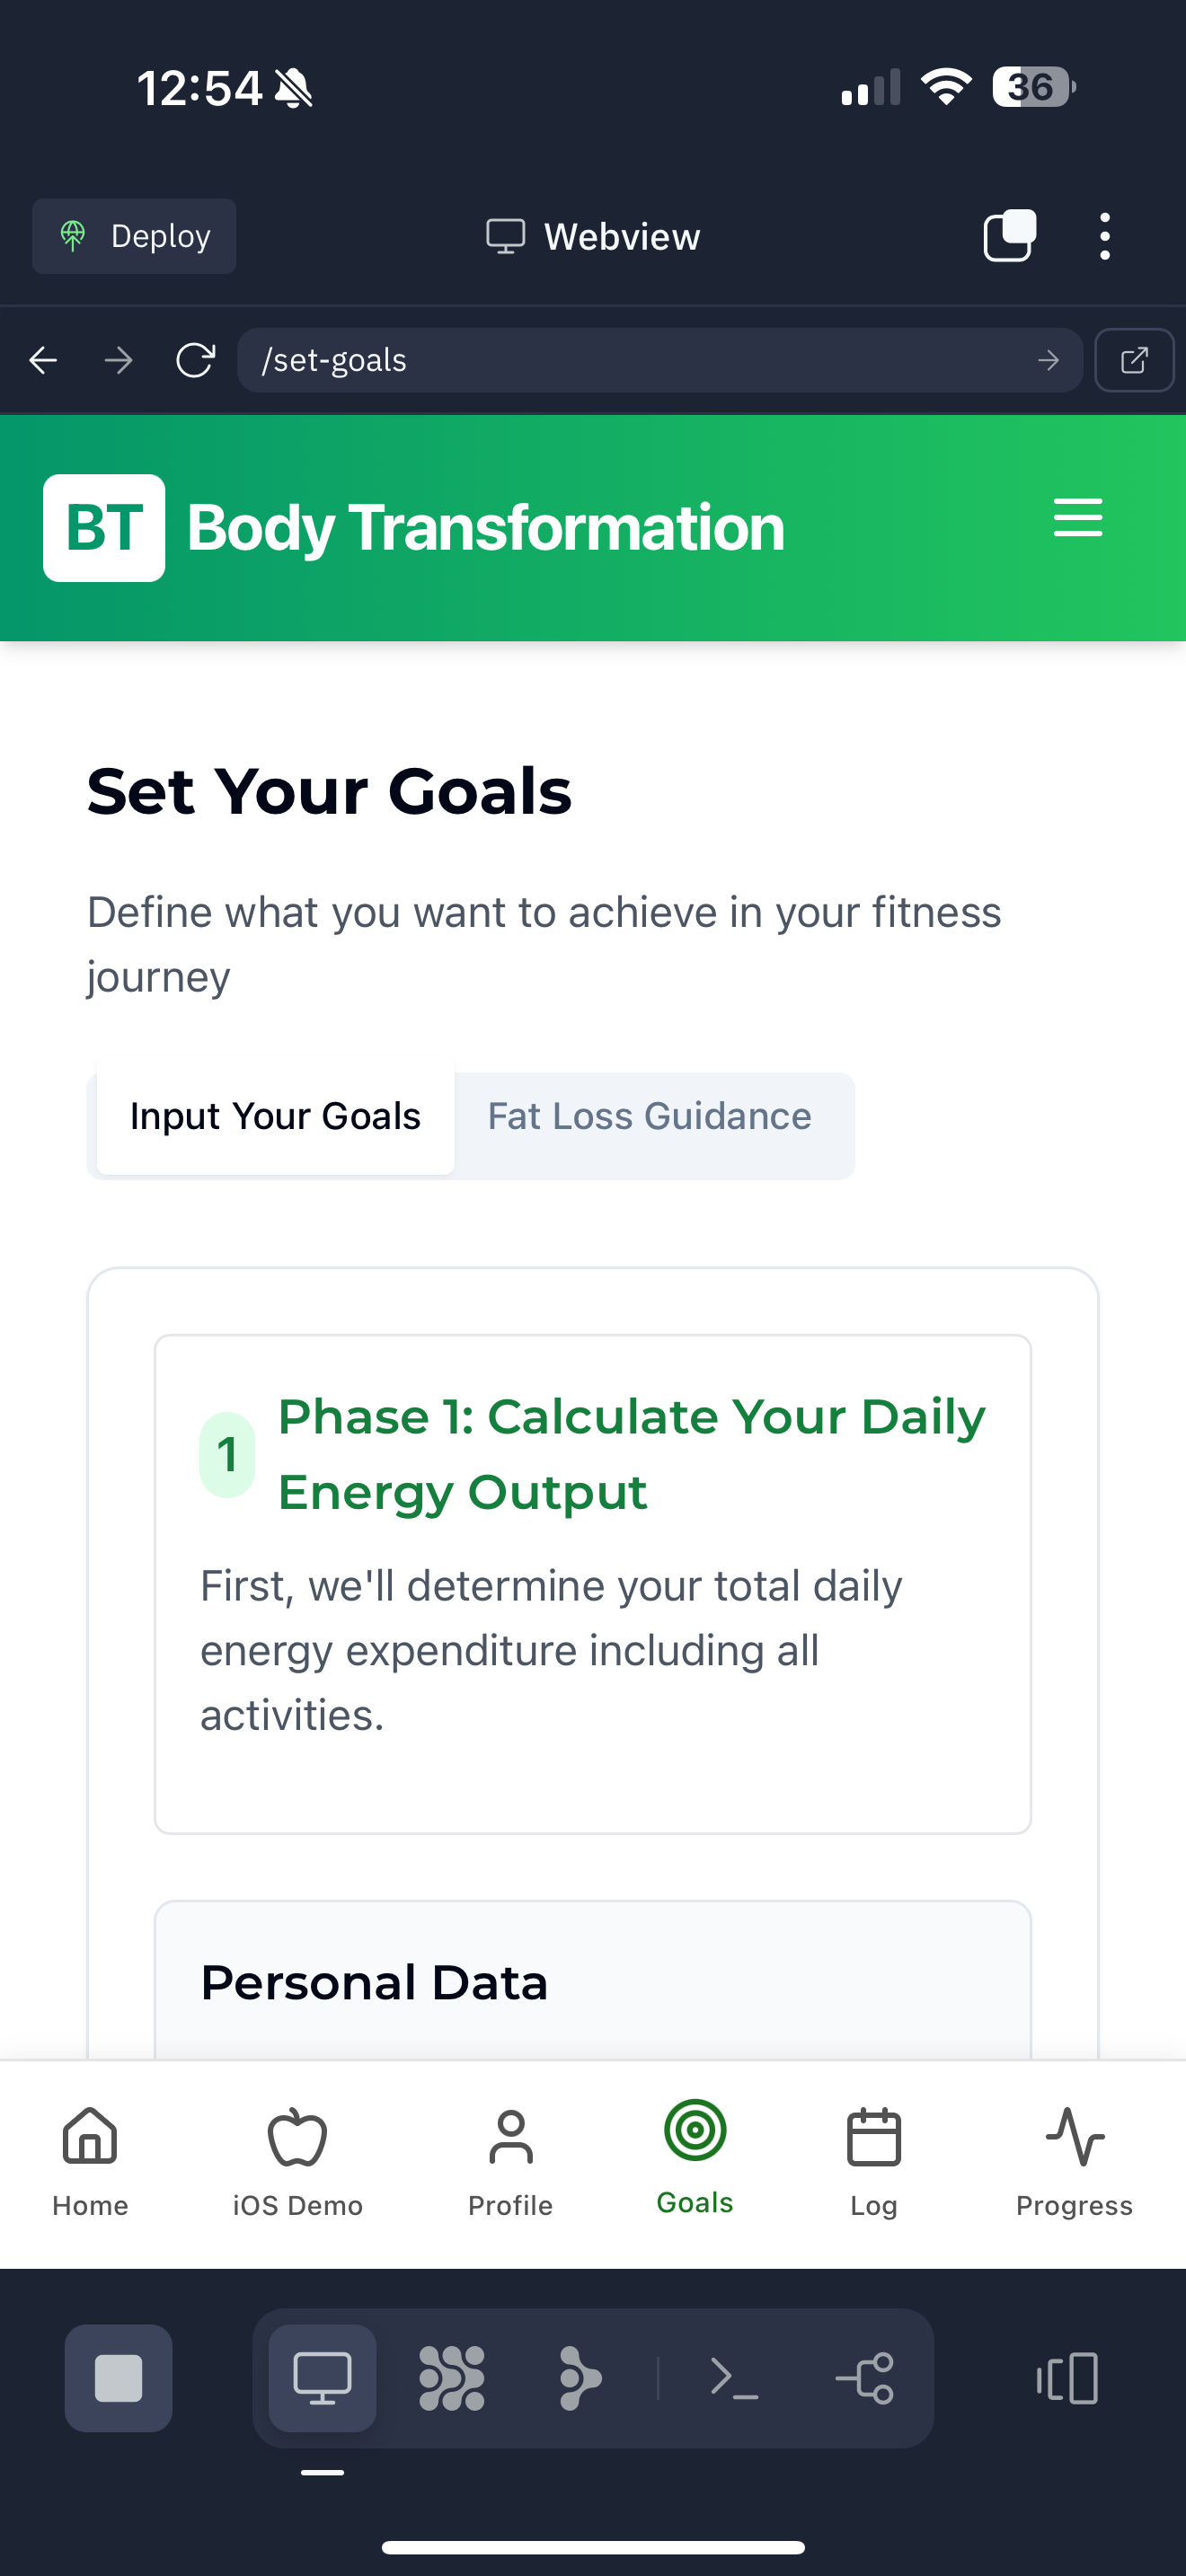 12:54
36
Deploy
Webview
/set-goals
BT Body Transformation
Set Your Goals
Define what you want to achieve in your fitness
journey
Input Your Goals
Fat Loss Guidance
1
Phase 1: Calculate Your Daily
Energy Output
First, we'll determine your total daily
energy expenditure including all
activities.
Personal Data
Home
iOS Demo
Profile
Goals
Log
Progress